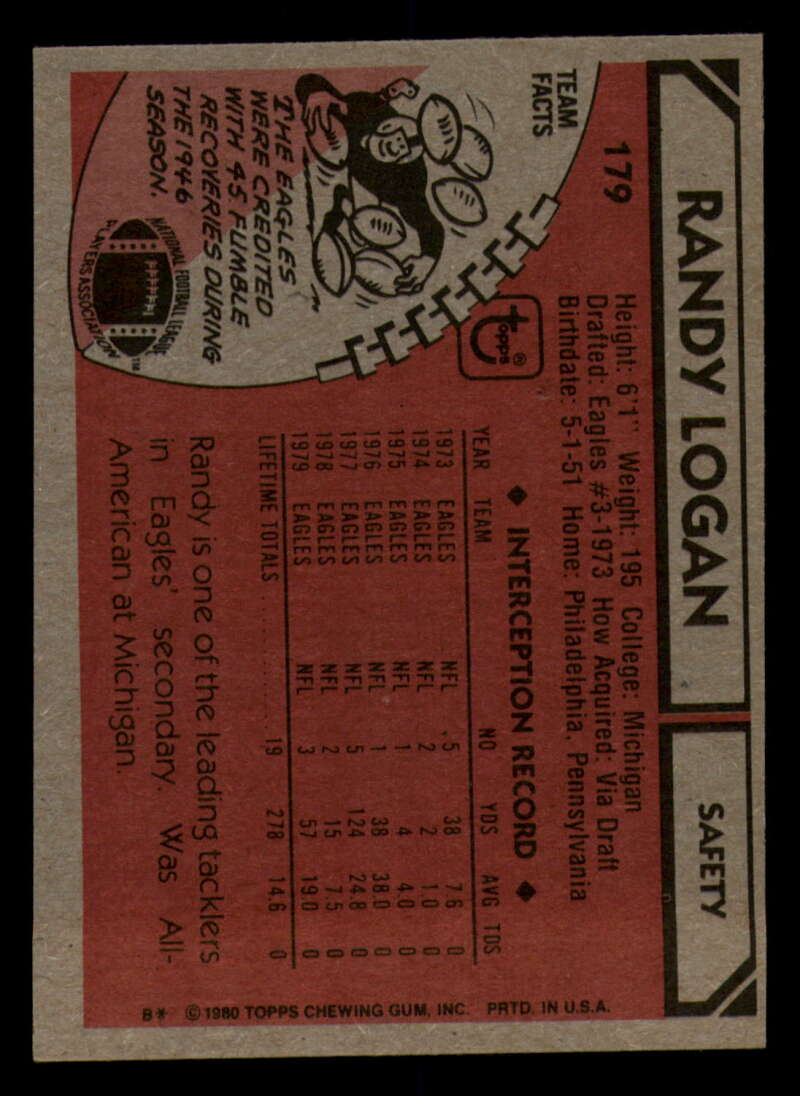 RANDY LOGAN
SAFETY
179
Height: 6'1" Weight: 195 College: Michigan
Drafted: Eagles #3-1973 How Acquired: Via Draft
Birthdate: 5-1-51 Home: Philadelphia, Pennsylvania
TEAM
FACTS
THE EAGLES
WERE CREDITED
WITH 45 FUMBLE
RECOVERIES DURING
THE 1946
SEASON.
NATIONAL FOOTBALL LEAGUE
PLAYERS ASSOCIATION
TM
Topps®
◆ INTERCEPTION RECORD ◆
YEAR TEAM NO YDS AVG TDS
1973 EAGLES NFL 5 38 7.6 0
1974 EAGLES NFL 2 2 1.0 0
1975 EAGLES NFL 1 4 4.0 0
1976 EAGLES NFL 1 38 38.0 0
1977 EAGLES NFL 5 124 24.8 0
1978 EAGLES NFL 2 15 7.5 0
1979 EAGLES NFL 3 57 19.0 0
LIFETIME TOTALS .............. 19 278 14.6 0
Randy is one of the leading tacklers
in Eagles' secondary. Was All-
American at Michigan.
B* © 1980 TOPPS CHEWING GUM, INC. PRTD. IN U.S.A.